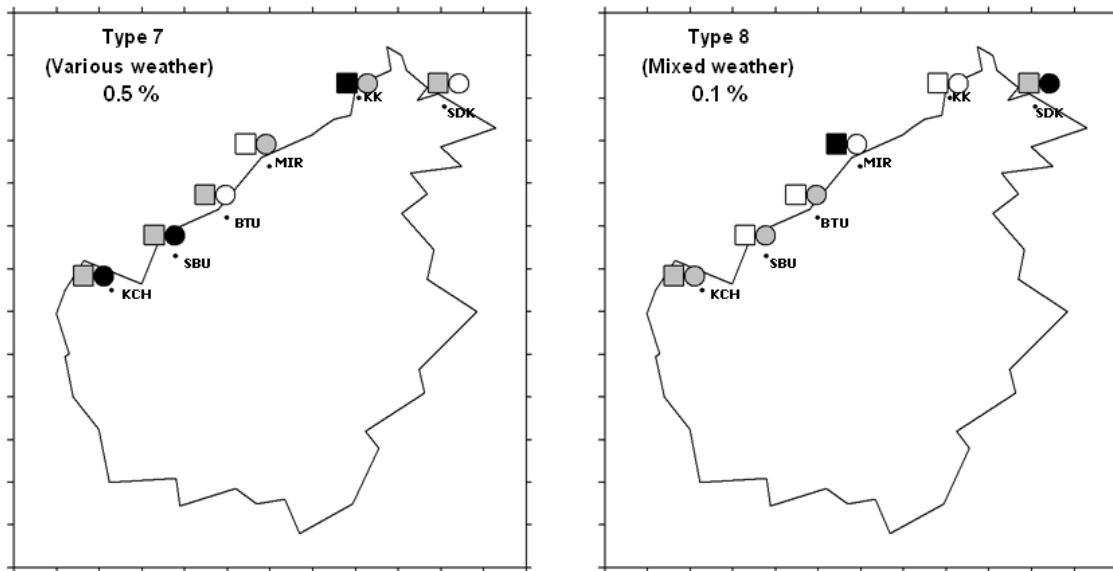 Type 7
(Various weather)
0.5 %
KK
SDK
MIR
BTU
SBU
KCH
Type 8
(Mixed weather)
0.1 %
KK
SDK
MIR
BTU
SBU
KCH